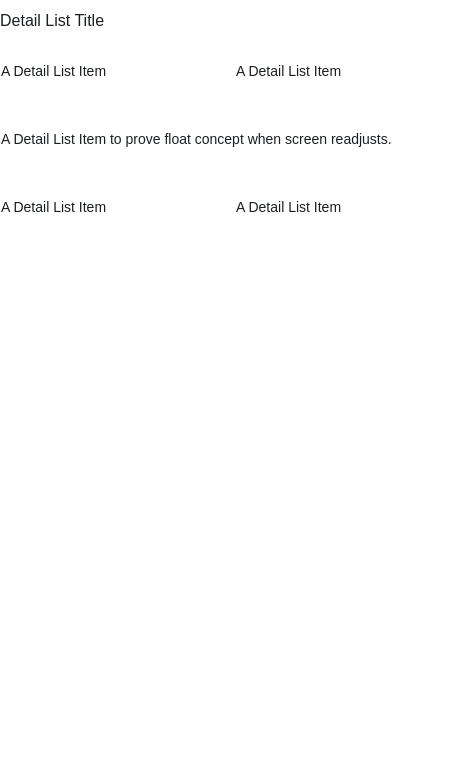 Detail List Title
A Detail List Item A Detail List Item
A Detail List Item to prove float concept when screen readjusts.
A Detail List Item A Detail List Item